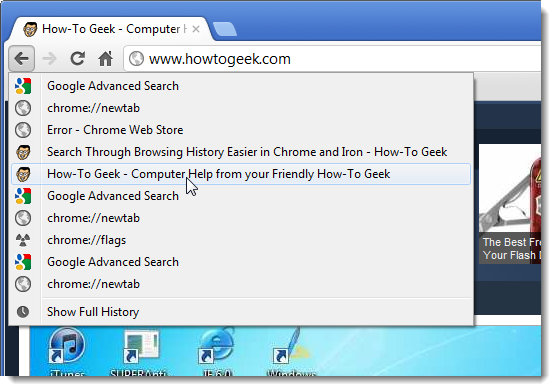 How-To Geek - Computer H
www.howtogeek.com
Google Advanced Search
chrome://newtab
Error - Chrome Web Store
Search Through Browsing History Easier in Chrome and Iron - How-To Geek
How-To Geek - Computer Help from your Friendly How-To Geek
Google Advanced Search
chrome://newtab
chrome://flags
Google Advanced Search
chrome://newtab
Show Full History
The Best Fre
Your Flash D
iTunes
SUPERAnti
IE 6.0